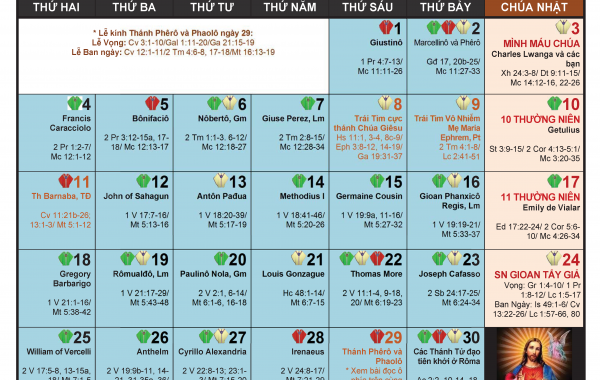 THỨ HAI THỨ BA THỨ TƯ THỨ NĂM THỨ SÁU THỨ BẢY CHÚA NHẬT
* Lễ kính Thánh Phêrô và Phaolô ngày 29:
Lễ Vọng: Cv 3:1-10/Gal 1:11-20/Ga 21:15-19
Lễ Ban ngày: Cv 12:1-11/2 Tm 4:6-8, 17-18/Mt 16:13-19
1
Giustinô
1 Pr 4:7-13/
Mc 11:11-26
2
Marcellinô và Phêrô
Gđ 17, 20b-25/
Mc 11:27-33
3
MÌNH MÁU CHÚA
Charles Lwanga và các
bạn
Xh 24:3-8/ Dt 9:11-15/
Mc 14:12-16, 22-26
4
Francis
Caracciolo
2 Pr 1:2-7/
Mc 12:1-12
5
Bônifaciô
2 Pr 3:12-15a, 17-
18/ Mc 12:13-17
6
Nôbertô, Gm
2 Tm 1:1-3. 6-12/
Mc 12:18-27
7
Giuse Perez, Lm
2 Tm 2:8-15/
Mc 12:28-34
8
Trái Tim cực
thánh Chúa Giêsu
Hs 11:1, 3-4, 8c-9/
Eph 3:8-12, 14-19/
Ga 19:31-37
9
Trái Tim Vô Nhiễm
Mẹ Maria
Ephrem, Pt
2 Tm 4:1-8/
Lc 2:41-51
10
10 THƯỜNG NIÊN
Getulius
St 3:9-15/ 2 Cor 4:13-5:1/
Mc 3:20-35
11
Th Barnaba, TĐ
Cv 11:21b-26;
13:1-3/ Mt 5:1-12
12
John of Sahagun
1 V 17:7-16/
Mt 5:13-16
13
Antôn Padua
1 V 18:20-39/
Mt 5:17-19
14
Methodius I
1 V 18:41-46/
Mt 5:20-26
15
Germaine Cousin
1 V 19:9a, 11-16/
Mt 5:27-32
16
Gioan Phanxicô
Regis, Lm
1 V 19:19-21/
Mt 5:33-37
17
11 THƯỜNG NIÊN
Emily de Vialar
Ed 17:22-24/ 2 Cor 5:6-
10/ Mc 4:26-34
18
Gregory
Barbarigo
1 V 21:1-16/
Mt 5:38-42
19
Rômualđô, Lm
1 V 21:17-29/
Mt 5:43-48
20
Paulinô Nola, Gm
2 V 2:1, 6-14/
Mt 6:1-6, 16-18
21
Louis Gonzague
Hc 48:1-14/
Mt 6:7-15
22
Thomas More
2 V 11:1-4, 9-18,
20/ Mt 6:19-23
23
Joseph Cafasso
2 Sb 24:17-25/
Mt 6:24-34
24
SN GIOAN TẨY GIẢ
Vọng: Gr 1:4-10/ 1 Pr
1:8-12/ Lc 1:5-17
Ban Ngày: Is 49:1-6/ Cv
13:22-26/ Lc 1:57-66, 80
25
William of Vercelli
2 V 17:5-8, 13-15a,
18/ Mt 7:1-5
26
Anthelm
2 V 19:9b-11, 14-
21, 31-35a, 36/
27
Cyrillo Alexandria
2 V 22:8-13; 23:1-
3/ Mt 7:15-20
28
Irenaeus
2 V 24:8-17/
Mt 7:21-29
29
Thánh Phêrô và
Phaolô
* Xem bài đọc ô
30
Các Thánh Tử đạo
tiên khởi ở Rôma